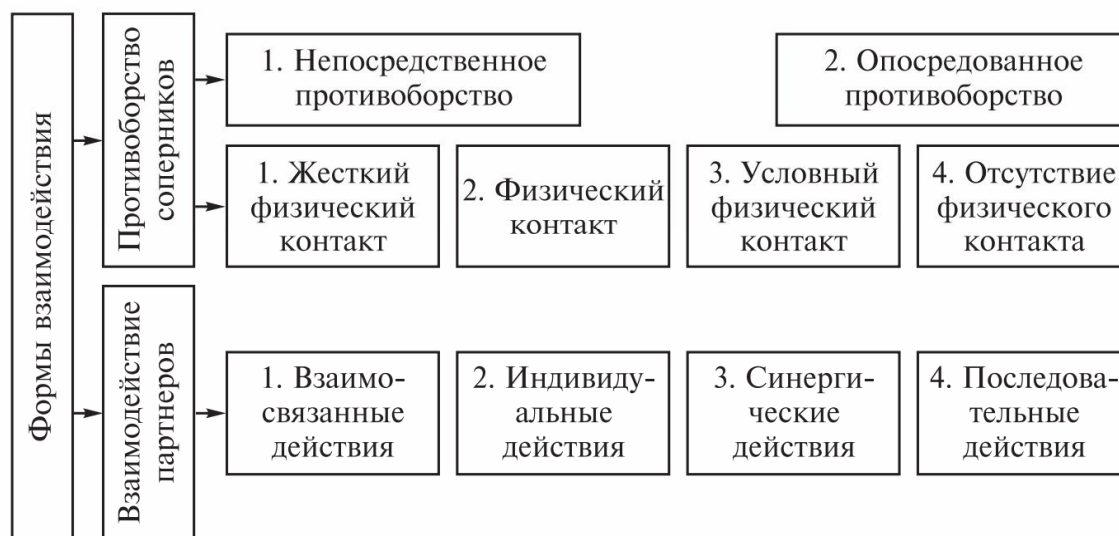 Формы взаимодействия
Противоборство
соперников
1. Непосредственное
противоборство
2. Опосредованное
противоборство
1. Жесткий
физический
контакт
2. Физический
контакт
3. Условный
физический
контакт
4. Отсутствие
физического
контакта
Взаимодействие
партнеров
1. Взаимо-
связанные
действия
2. Индивиду-
альные
действия
3. Синерги-
ческие
действия
4. Последова-
тельные
действия